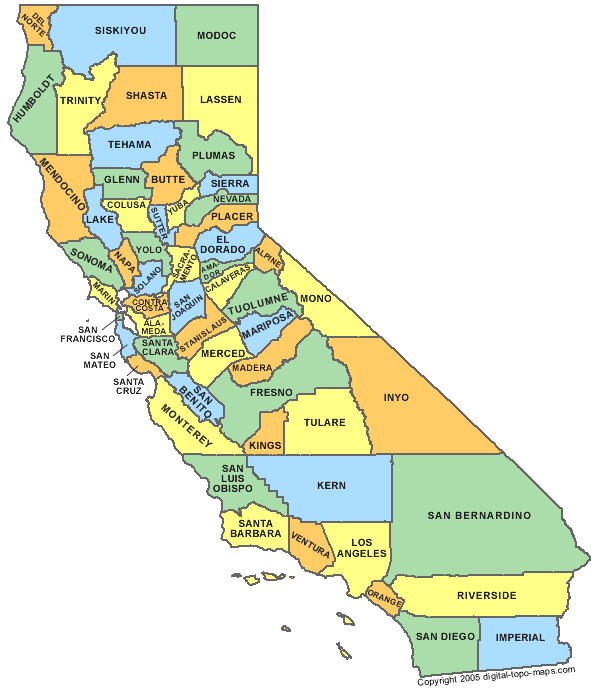 DEL
NORTE
SISKIYOU
MODOC
HUMBOLDT
TRINITY
SHASTA
LASSEN
TEHAMA
PLUMAS
MENDOCINO
GLENN
BUTTE
SIERRA
NEVADA
LAKE
COLUSA
SUTTER
YUBA
PLACER
SONOMA
NAPA
YOLO
EL
DORADO
SACRA-
MENTO
AMA-
DOR
ALPINE
MARIN
SOLANO
CALAVERAS
CONTRA
COSTA
SAN
JOAQUIN
TUOLUMNE
MONO
SAN
FRANCISCO
ALA-
MEDA
STANISLAUS
MARIPOSA
SAN
MATEO
SANTA
CLARA
MERCED
MADERA
SANTA
CRUZ
SAN
BENITO
FRESNO
INYO
MONTEREY
KINGS
TULARE
SAN
LUIS
OBISPO
KERN
SAN BERNARDINO
SANTA
BARBARA
VENTURA
LOS
ANGELES
ORANGE
RIVERSIDE
SAN DIEGO
IMPERIAL
Copyright 2005 digital-topo-maps.com